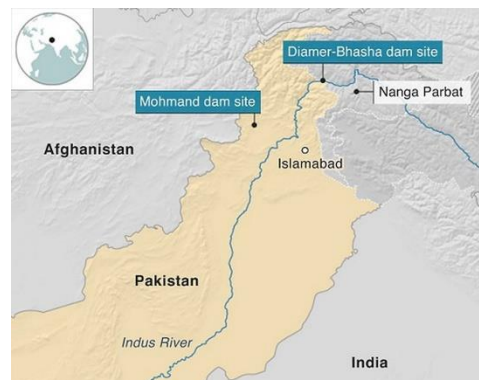 Diamer-Bhasha dam site
Nanga Parbat
Mohmand dam site
Afghanistan
Islamabad
Pakistan
Indus River
India